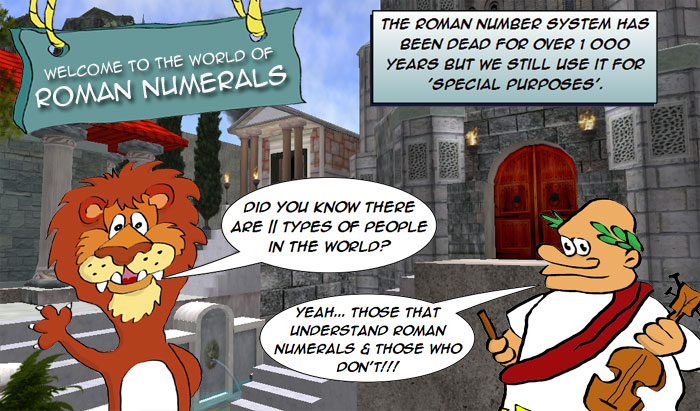 WELCOME TO THE WORLD OF
ROMAN NUMERALS
THE ROMAN NUMBER SYSTEM HAS
BEEN DEAD FOR OVER 1 000
YEARS BUT WE STILL USE IT FOR
'SPECIAL PURPOSES'.
DID YOU KNOW THERE
ARE II TYPES OF PEOPLE
IN THE WORLD?
YEAH... THOSE THAT
UNDERSTAND ROMAN
NUMERALS & THOSE WHO
DON'T!!!